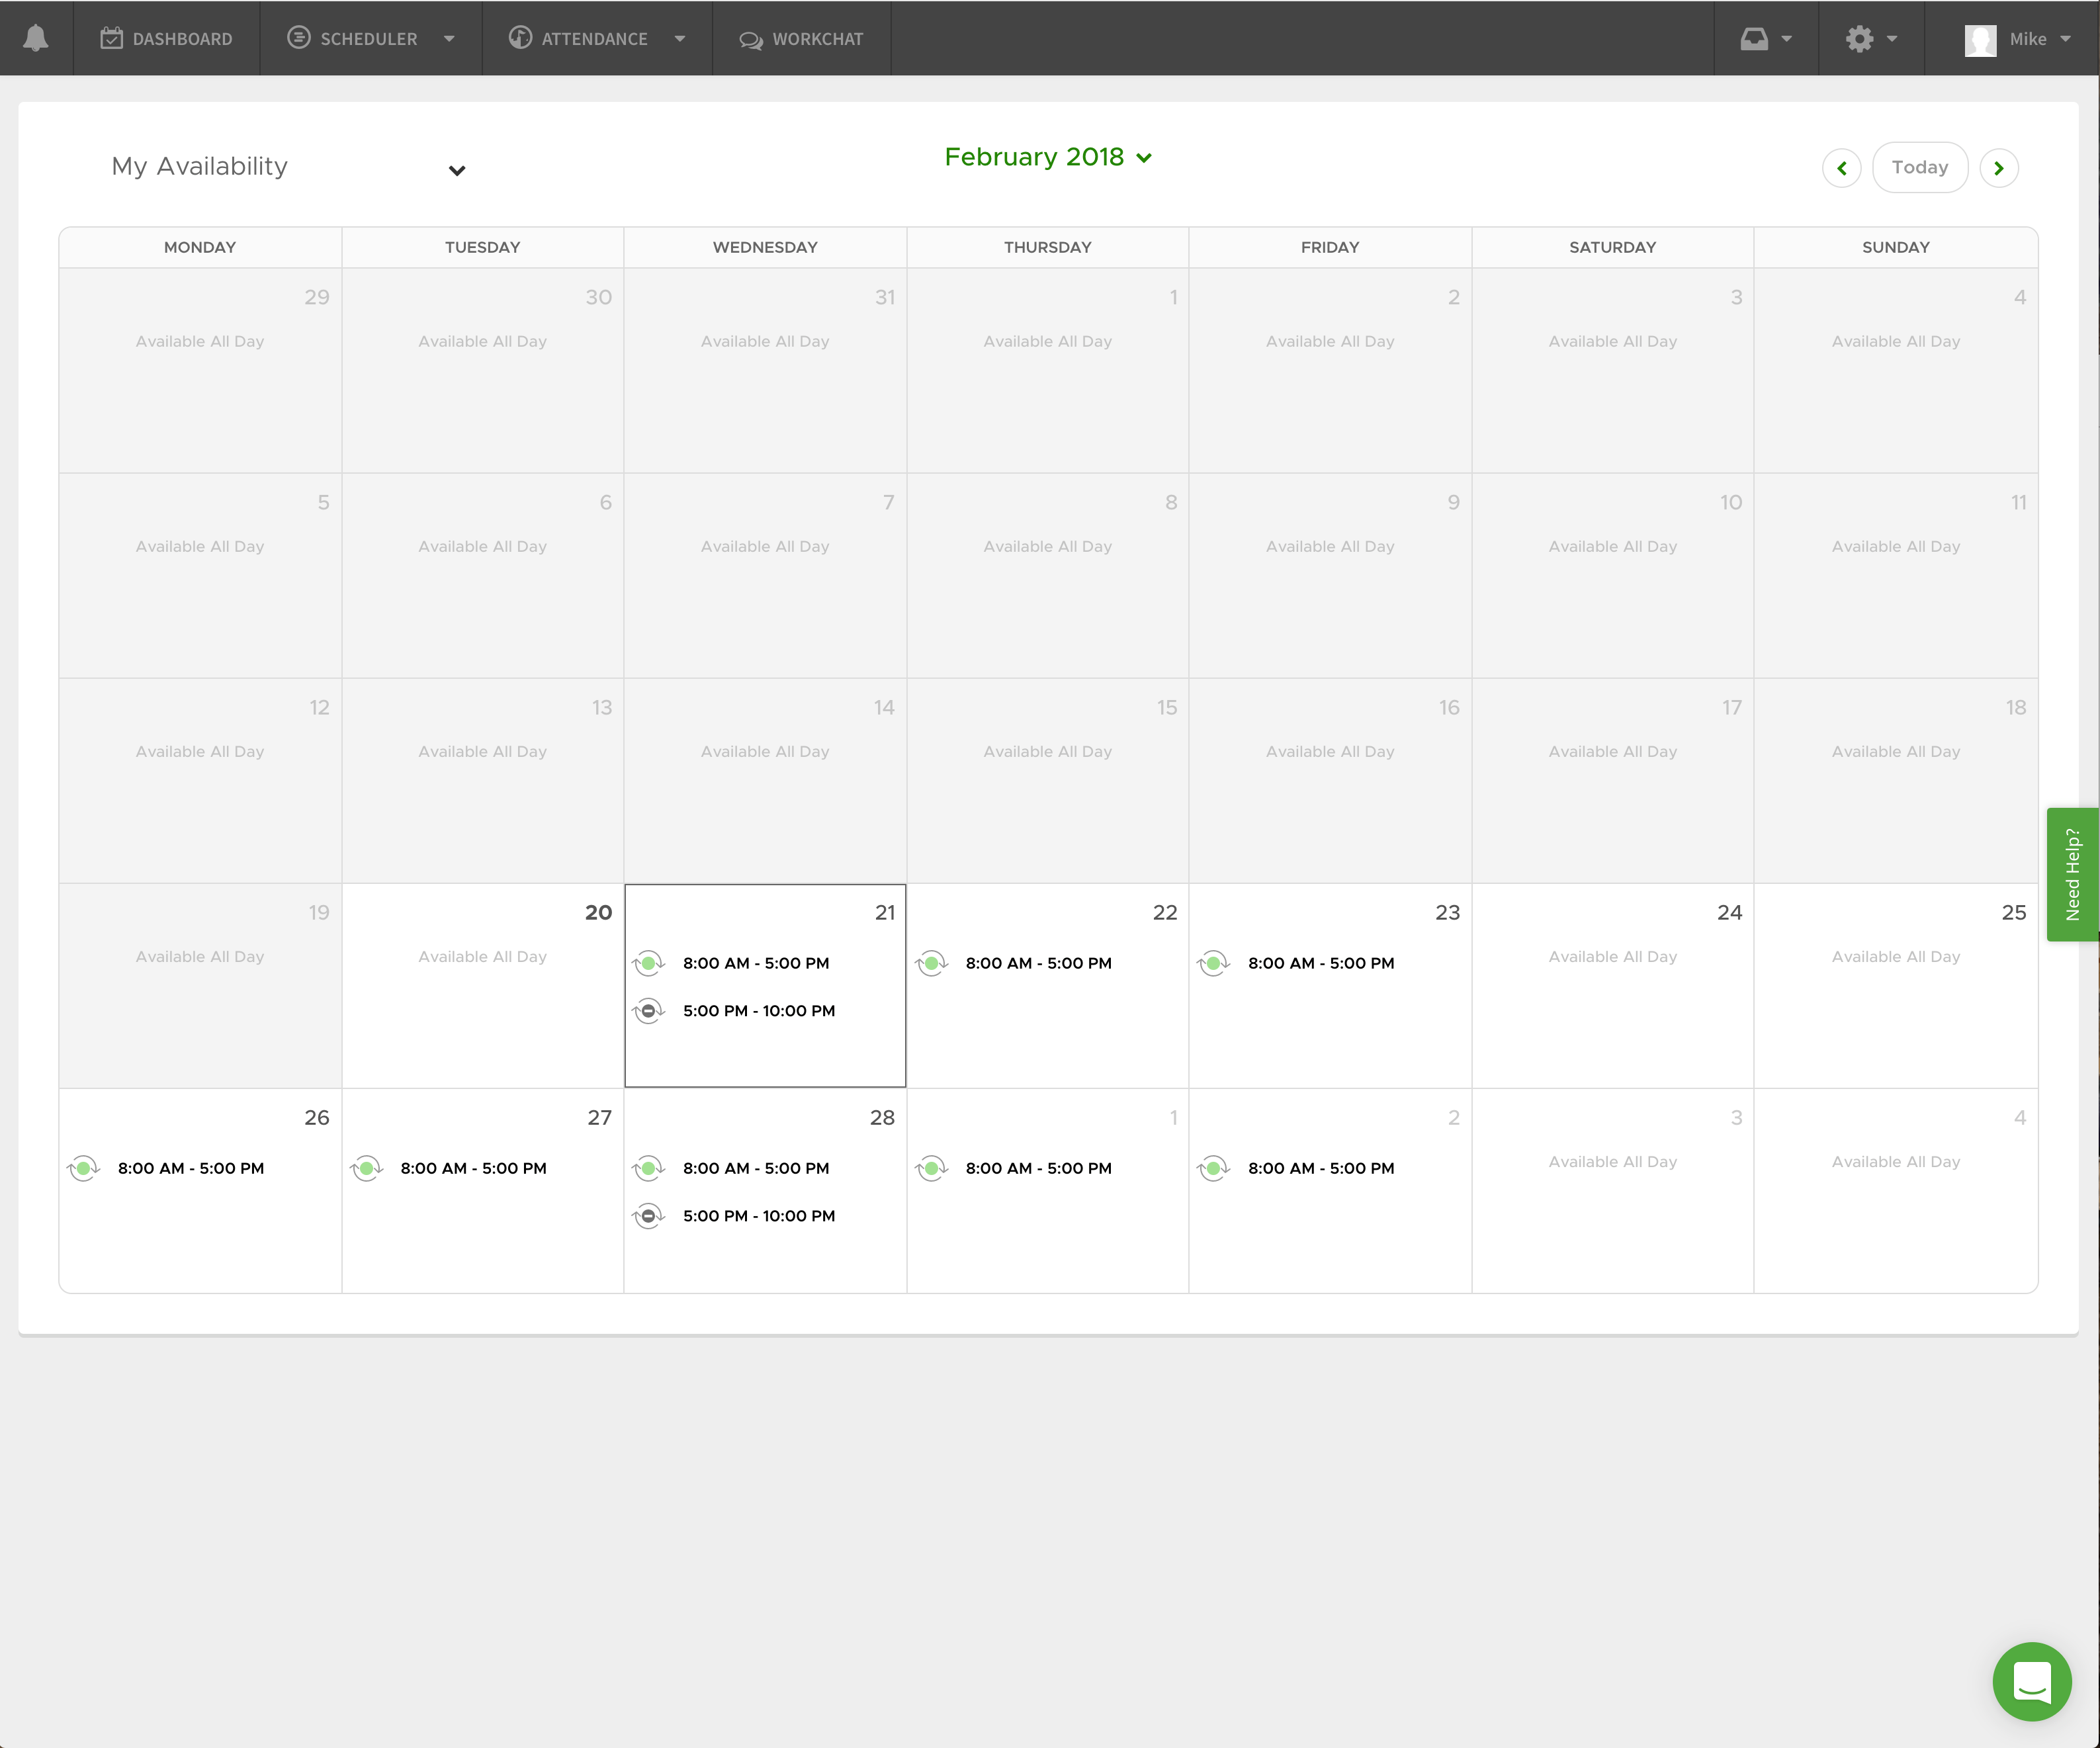 DASHBOARD SCHEDULER ATTENDANCE WORKCHAT Mike
My Availability February 2018 Today
MONDAY TUESDAY WEDNESDAY THURSDAY FRIDAY SATURDAY SUNDAY
29 30 31 1 2 3 4
Available All Day Available All Day Available All Day Available All Day Available All Day Available All Day Available All Day
5 6 7 8 9 10 11
Available All Day Available All Day Available All Day Available All Day Available All Day Available All Day Available All Day
12 13 14 15 16 17 18
Available All Day Available All Day Available All Day Available All Day Available All Day Available All Day Available All Day
Need Help?
19 20 21 22 23 24 25
Available All Day Available All Day 8:00 AM - 5:00 PM 8:00 AM - 5:00 PM 8:00 AM - 5:00 PM Available All Day Available All Day
5:00 PM - 10:00 PM
26 27 28 1 2 3 4
8:00 AM - 5:00 PM 8:00 AM - 5:00 PM 8:00 AM - 5:00 PM 8:00 AM - 5:00 PM 8:00 AM - 5:00 PM Available All Day Available All Day
5:00 PM - 10:00 PM